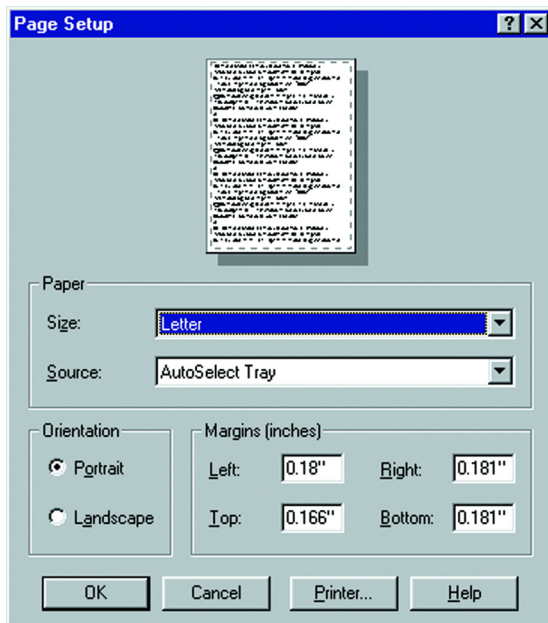 Page Setup
Paper
Size: Letter
Source: AutoSelect Tray
Orientation
Portrait
Landscape
Margins (inches)
Left: 0.18" Right: 0.181"
Top: 0.166" Bottom: 0.181"
OK Cancel Printer... Help